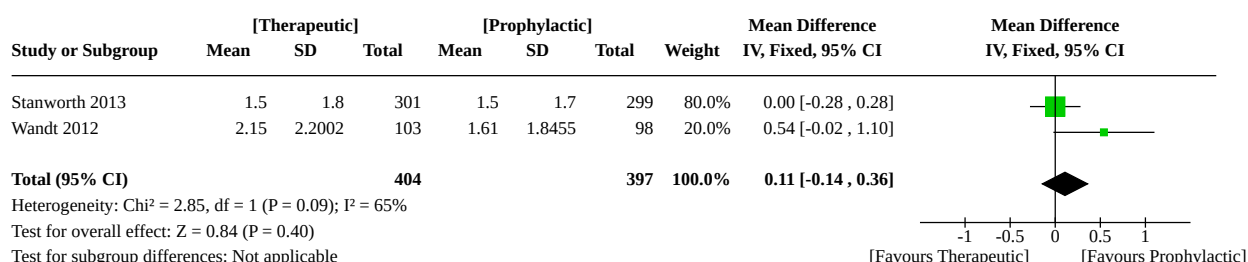 [Therapeutic] [Prophylactic] Mean Difference Mean Difference
Study or Subgroup Mean SD Total Mean SD Total Weight IV, Fixed, 95% CI IV, Fixed, 95% CI
Stanworth 2013 1.5 1.8 301 1.5 1.7 299 80.0% 0.00 [-0.28 , 0.28]
Wandt 2012 2.15 2.2002 103 1.61 1.8455 98 20.0% 0.54 [-0.02 , 1.10]
Total (95% CI) 404 397 100.0% 0.11 [-0.14 , 0.36]
Heterogeneity: Chi² = 2.85, df = 1 (P = 0.09); I² = 65%
Test for overall effect: Z = 0.84 (P = 0.40)
-1 -0.5 0 0.5 1
Test for subgroup differences: Not applicable [Favours Therapeutic] [Favours Prophylactic]